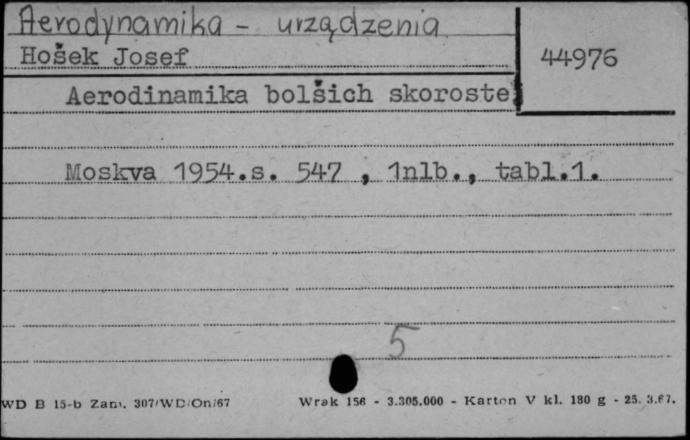 Aerodynamika - urządzenia
Hošek Josef
44976
Aerodinamika bolšich skorostej
Moskva 1954.s. 547 , 1nlb., tabl.1.
5
WD B 15-b Zam. 307/WD/On/67
Wrak 156 - 3.305.000 - Karton V kl. 180 g - 25. 3.67.